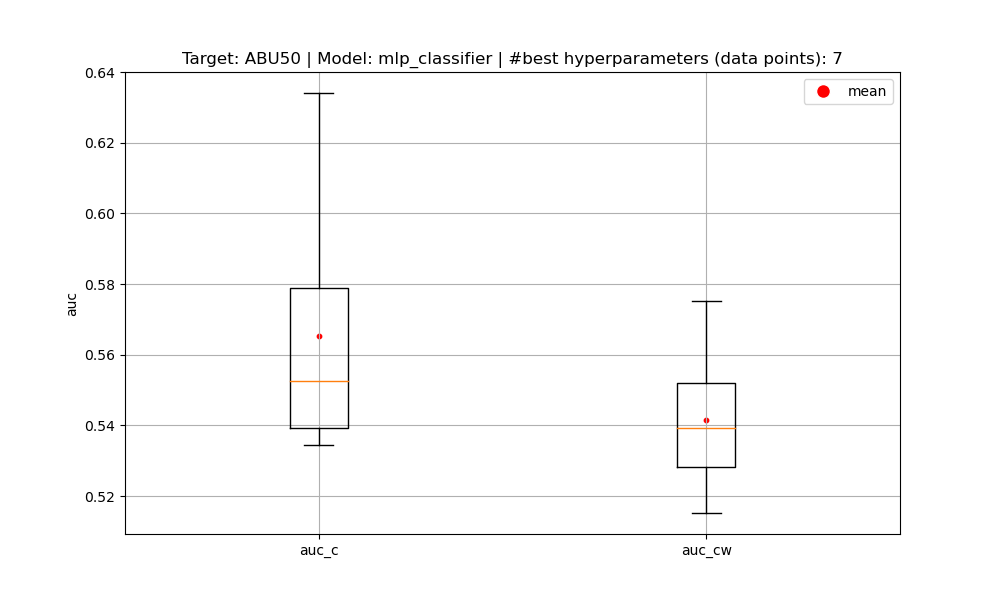 Target: ABU50 | Model: mlp_classifier | #best hyperparameters (data points): 7
mean
0.64
0.62
0.60
0.58
0.56
0.54
0.52
auc
auc_c
auc_cw